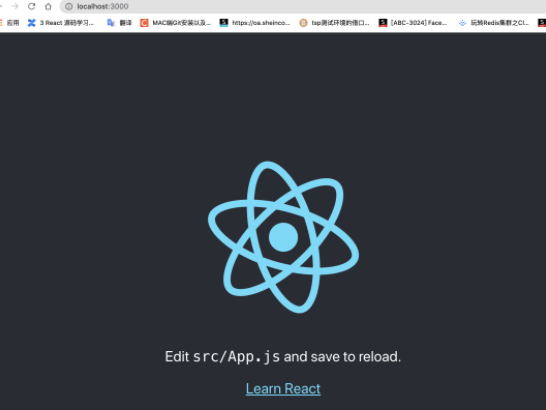 localhost:3000
应用 3 React 源码学习... 翻译 MAC端Git安装以及... https://oa.sheinco... tsp测试环境的借口... [ABC-3024] Face... 玩转Redis集群之Cl...
Edit src/App.js and save to reload.
Learn React